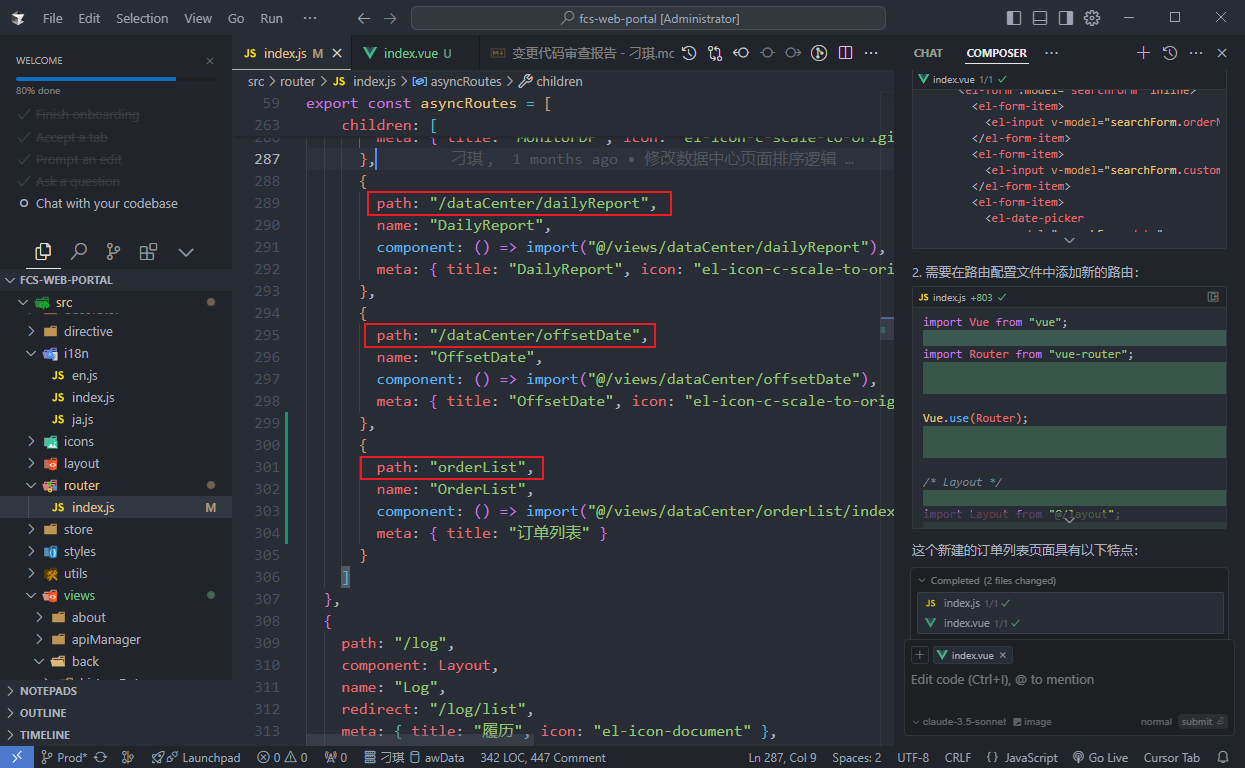 File Edit Selection View Go Run ···
fcs-web-portal [Administrator]
WELCOME
80% done
Finish onboarding
Accept a tab
Prompt an edit
Ask a question
Chat with your codebase
FCS-WEB-PORTAL
src
directive
i18n
JS en.js
JS index.js
JS ja.js
icons
layout
router
JS index.js M
store
styles
utils
views
about
apiManager
back
NOTEPADS
OUTLINE
TIMELINE
JS index.js M
index.vue U
变更代码审查报告 - 刁琪.mc
src > router > JS index.js > asyncRoutes > children
59 export const asyncRoutes = [
263 children: [
meta: { title: "MonitorDP", icon: "el-icon-c-scale-to-origi
287 }, 刁琪, 1 months ago • 修改数据中心页面排序逻辑 …
288 {
289 path: "/dataCenter/dailyReport",
290 name: "DailyReport",
291 component: () => import("@/views/dataCenter/dailyReport"),
292 meta: { title: "DailyReport", icon: "el-icon-c-scale-to-ori
293 },
294 {
295 path: "/dataCenter/offsetDate",
296 name: "OffsetDate",
297 component: () => import("@/views/dataCenter/offsetDate"),
298 meta: { title: "OffsetDate", icon: "el-icon-c-scale-to-orig
299 },
300 {
301 path: "orderList",
302 name: "OrderList",
303 component: () => import("@/views/dataCenter/orderList/index
304 meta: { title: "订单列表" }
305 }
306 ]
307 },
308 {
309 path: "/log",
310 component: Layout,
311 name: "Log",
312 redirect: "/log/list",
313 meta: { title: "履历", icon: "el-icon-document" },
CHAT COMPOSER ···
index.vue 1/1
<el-form :model="searchForm" inline>
<el-form-item>
<el-input v-model="searchForm.orderN
</el-form-item>
<el-form-item>
<el-input v-model="searchForm.custom
</el-form-item>
<el-form-item>
<el-date-picker
2. 需要在路由配置文件中添加新的路由：
JS index.js +803
import Vue from "vue";
import Router from "vue-router";
Vue.use(Router);
/* Layout */
import Layout from "@/layout";
这个新建的订单列表页面具有以下特点：
Completed (2 files changed)
JS index.js 1/1
index.vue 1/1
index.vue
Edit code (Ctrl+I), @ to mention
claude-3.5-sonnet image normal submit
Prod* Launchpad 0 0 0 刁琪 awData 342 LOC, 447 Comment Ln 287, Col 9 Spaces: 2 UTF-8 CRLF {} JavaScript Go Live Cursor Tab